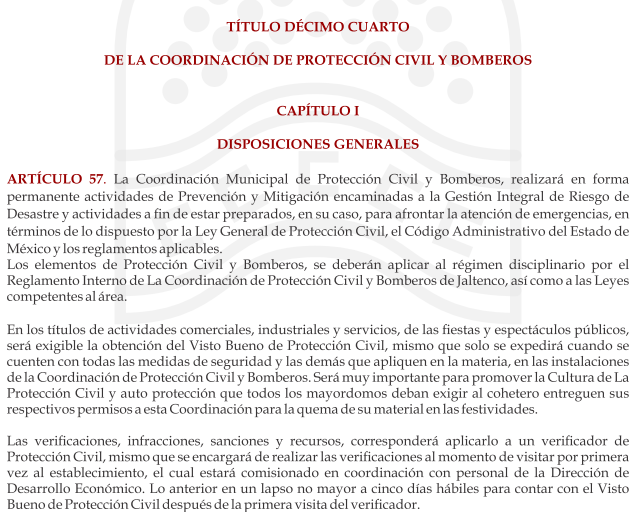 TÍTULO DÉCIMO CUARTO
DE LA COORDINACIÓN DE PROTECCIÓN CIVIL Y BOMBEROS
CAPÍTULO I
DISPOSICIONES GENERALES
ARTÍCULO 57. La Coordinación Municipal de Protección Civil y Bomberos, realizará en forma
permanente actividades de Prevención y Mitigación encaminadas a la Gestión Integral de Riesgo de
Desastre y actividades a fin de estar preparados, en su caso, para afrontar la atención de emergencias, en
términos de lo dispuesto por la Ley General de Protección Civil, el Código Administrativo del Estado de
México y los reglamentos aplicables.
Los elementos de Protección Civil y Bomberos, se deberán aplicar al régimen disciplinario por el
Reglamento Interno de La Coordinación de Protección Civil y Bomberos de Jaltenco, así como a las Leyes
competentes al área.
En los títulos de actividades comerciales, industriales y servicios, de las fiestas y espectáculos públicos,
será exigible la obtención del Visto Bueno de Protección Civil, mismo que solo se expedirá cuando se
cuenten con todas las medidas de seguridad y las demás que apliquen en la materia, en las instalaciones
de la Coordinación de Protección Civil y Bomberos. Será muy importante para promover la Cultura de La
Protección Civil y auto protección que todos los mayordomos deban exigir al cohetero entreguen sus
respectivos permisos a esta Coordinación para la quema de su material en las festividades.
Las verificaciones, infracciones, sanciones y recursos, corresponderá aplicarlo a un verificador de
Protección Civil, mismo que se encargará de realizar las verificaciones al momento de visitar por primera
vez al establecimiento, el cual estará comisionado en coordinación con personal de la Dirección de
Desarrollo Económico. Lo anterior en un lapso no mayor a cinco días hábiles para contar con el Visto
Bueno de Protección Civil después de la primera visita del verificador.